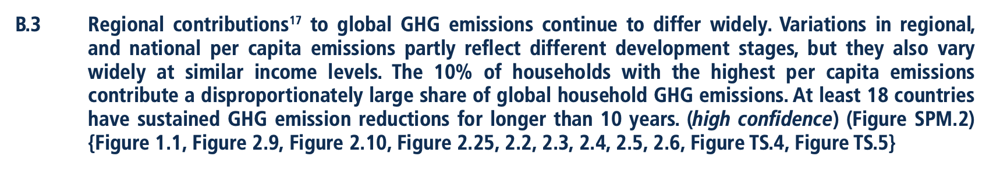 B.3 Regional contributions¹⁷ to global GHG emissions continue to differ widely. Variations in regional,
and national per capita emissions partly reflect different development stages, but they also vary
widely at similar income levels. The 10% of households with the highest per capita emissions
contribute a disproportionately large share of global household GHG emissions. At least 18 countries
have sustained GHG emission reductions for longer than 10 years. (high confidence) (Figure SPM.2)
{Figure 1.1, Figure 2.9, Figure 2.10, Figure 2.25, 2.2, 2.3, 2.4, 2.5, 2.6, Figure TS.4, Figure TS.5}